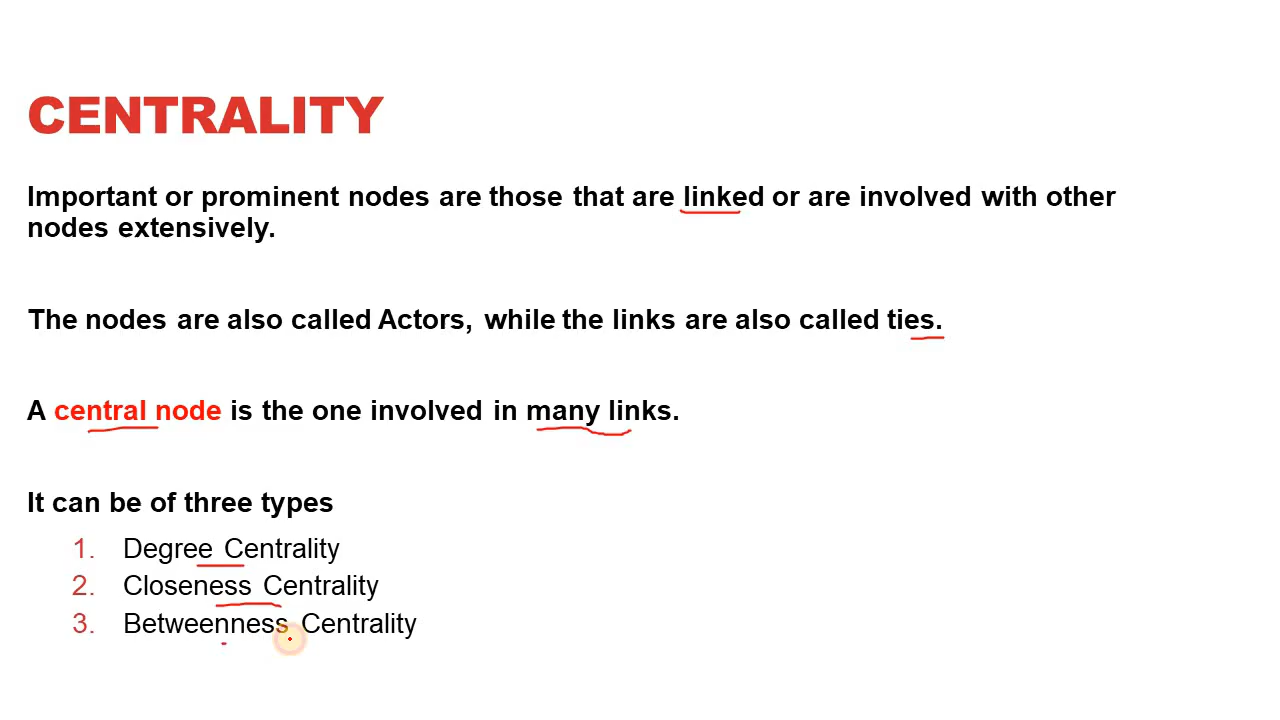 CENTRALITY
Important or prominent nodes are those that are linked or are involved with other
nodes extensively.
The nodes are also called Actors, while the links are also called ties.
A central node is the one involved in many links.
It can be of three types
1. Degree Centrality
2. Closeness Centrality
3. Betweenness Centrality